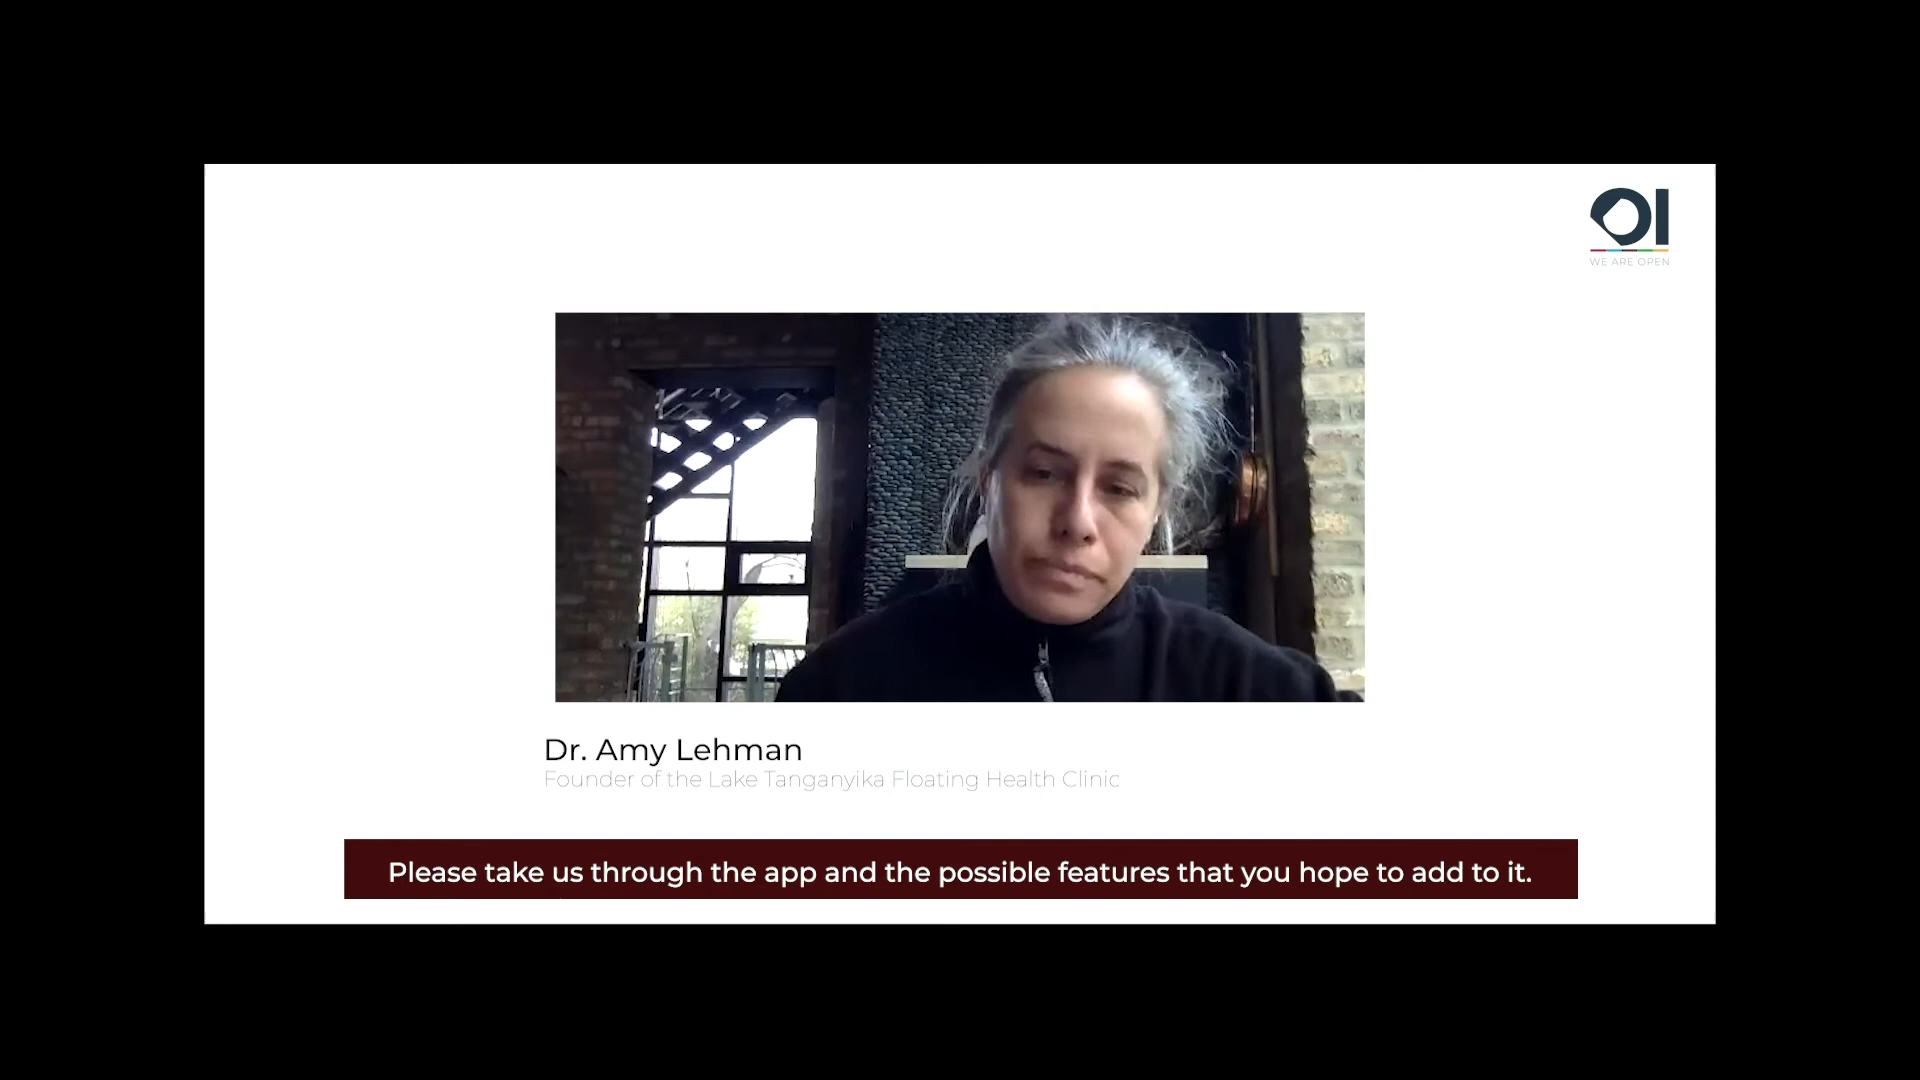 OI
WE ARE OPEN
Dr. Amy Lehman
Founder of the Lake Tanganyika Floating Health Clinic
Please take us through the app and the possible features that you hope to add to it.